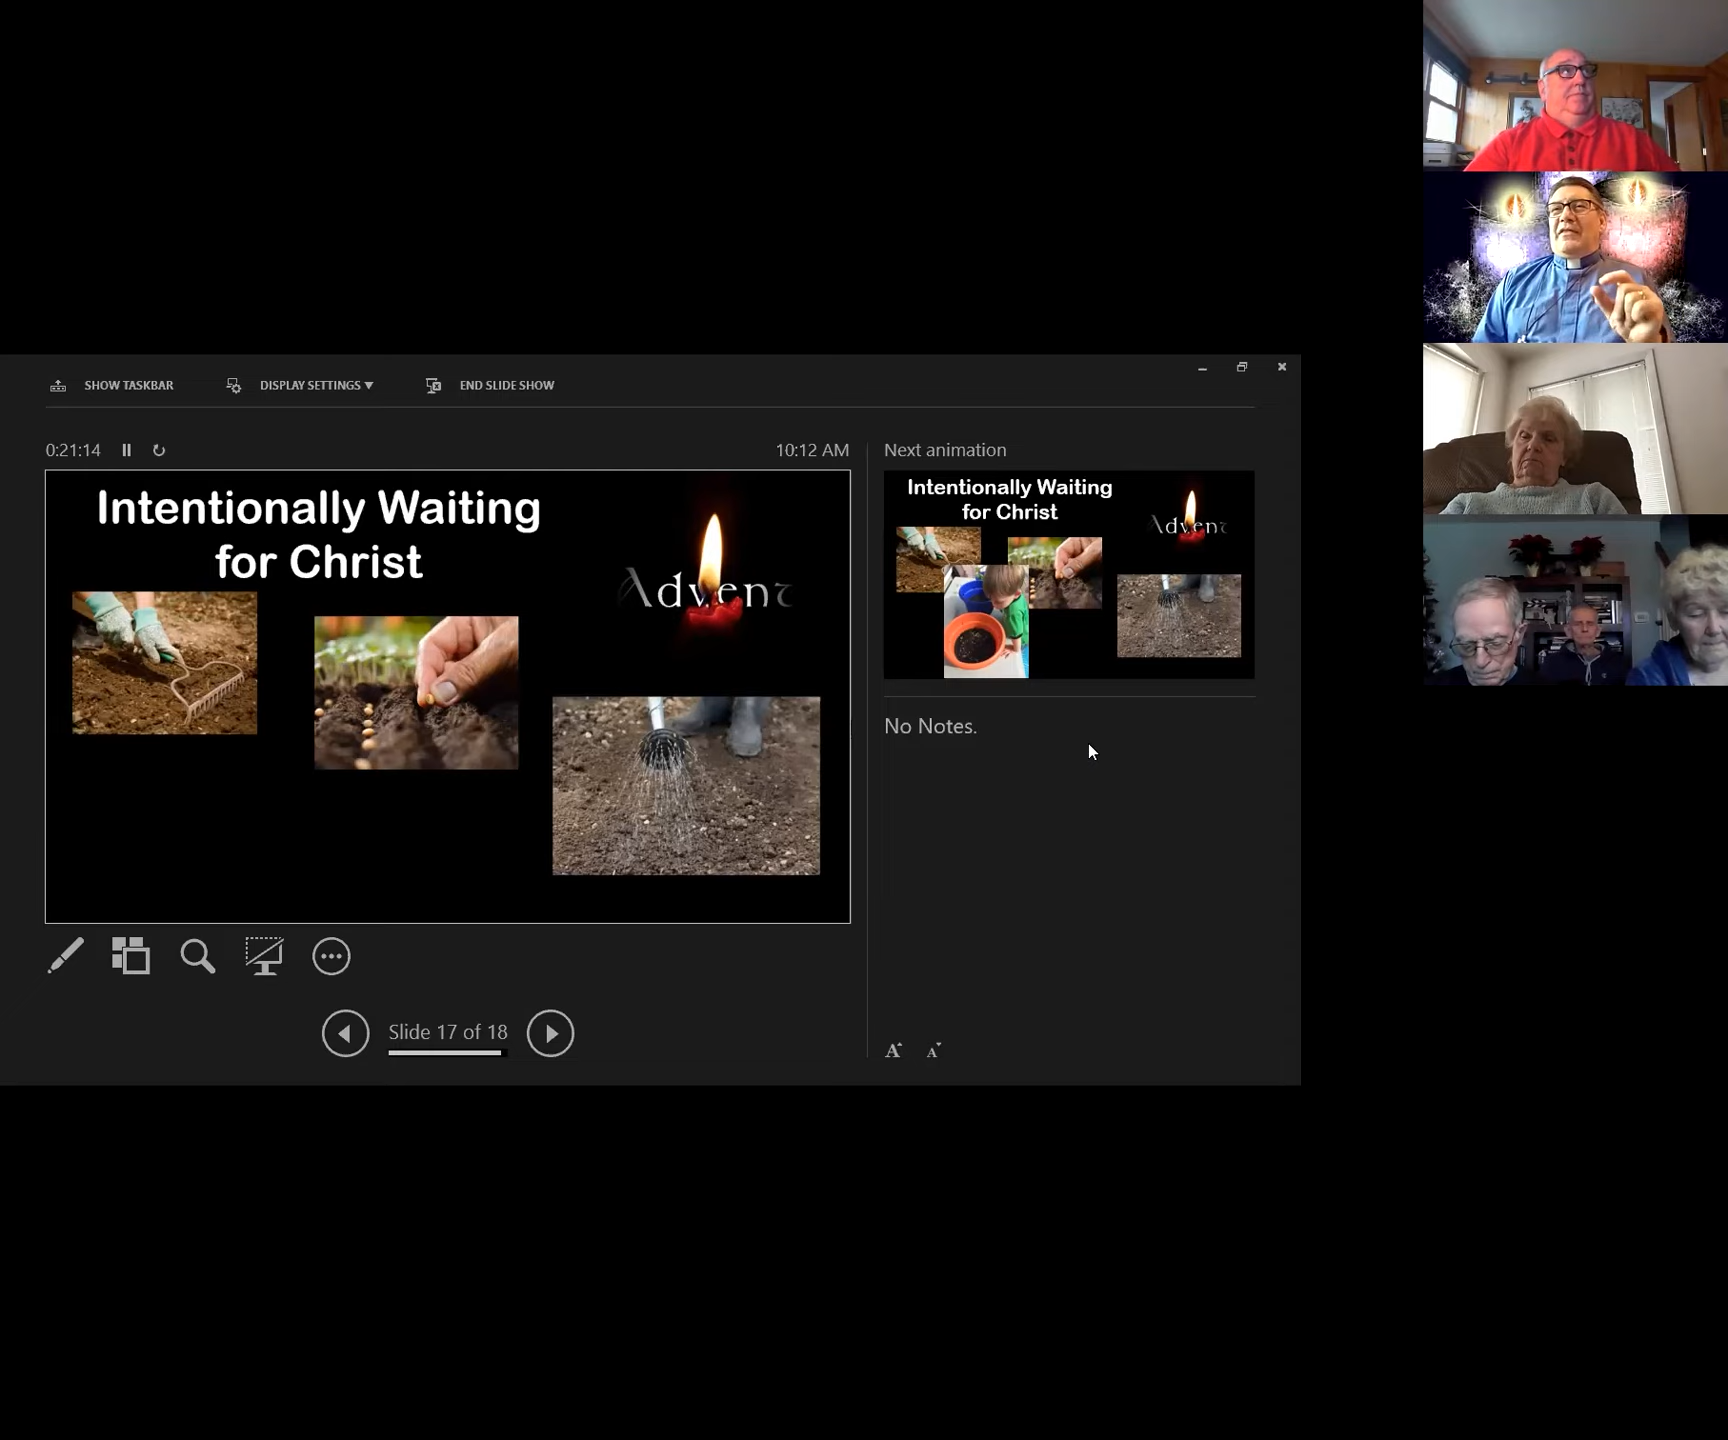 SHOW TASKBAR
DISPLAY SETTINGS ▼
END SLIDE SHOW
0:21:14
10:12 AM
Intentionally Waiting
for Christ
Advent
Slide 17 of 18
Next animation
Intentionally Waiting
for Christ
Advent
No Notes.
A A